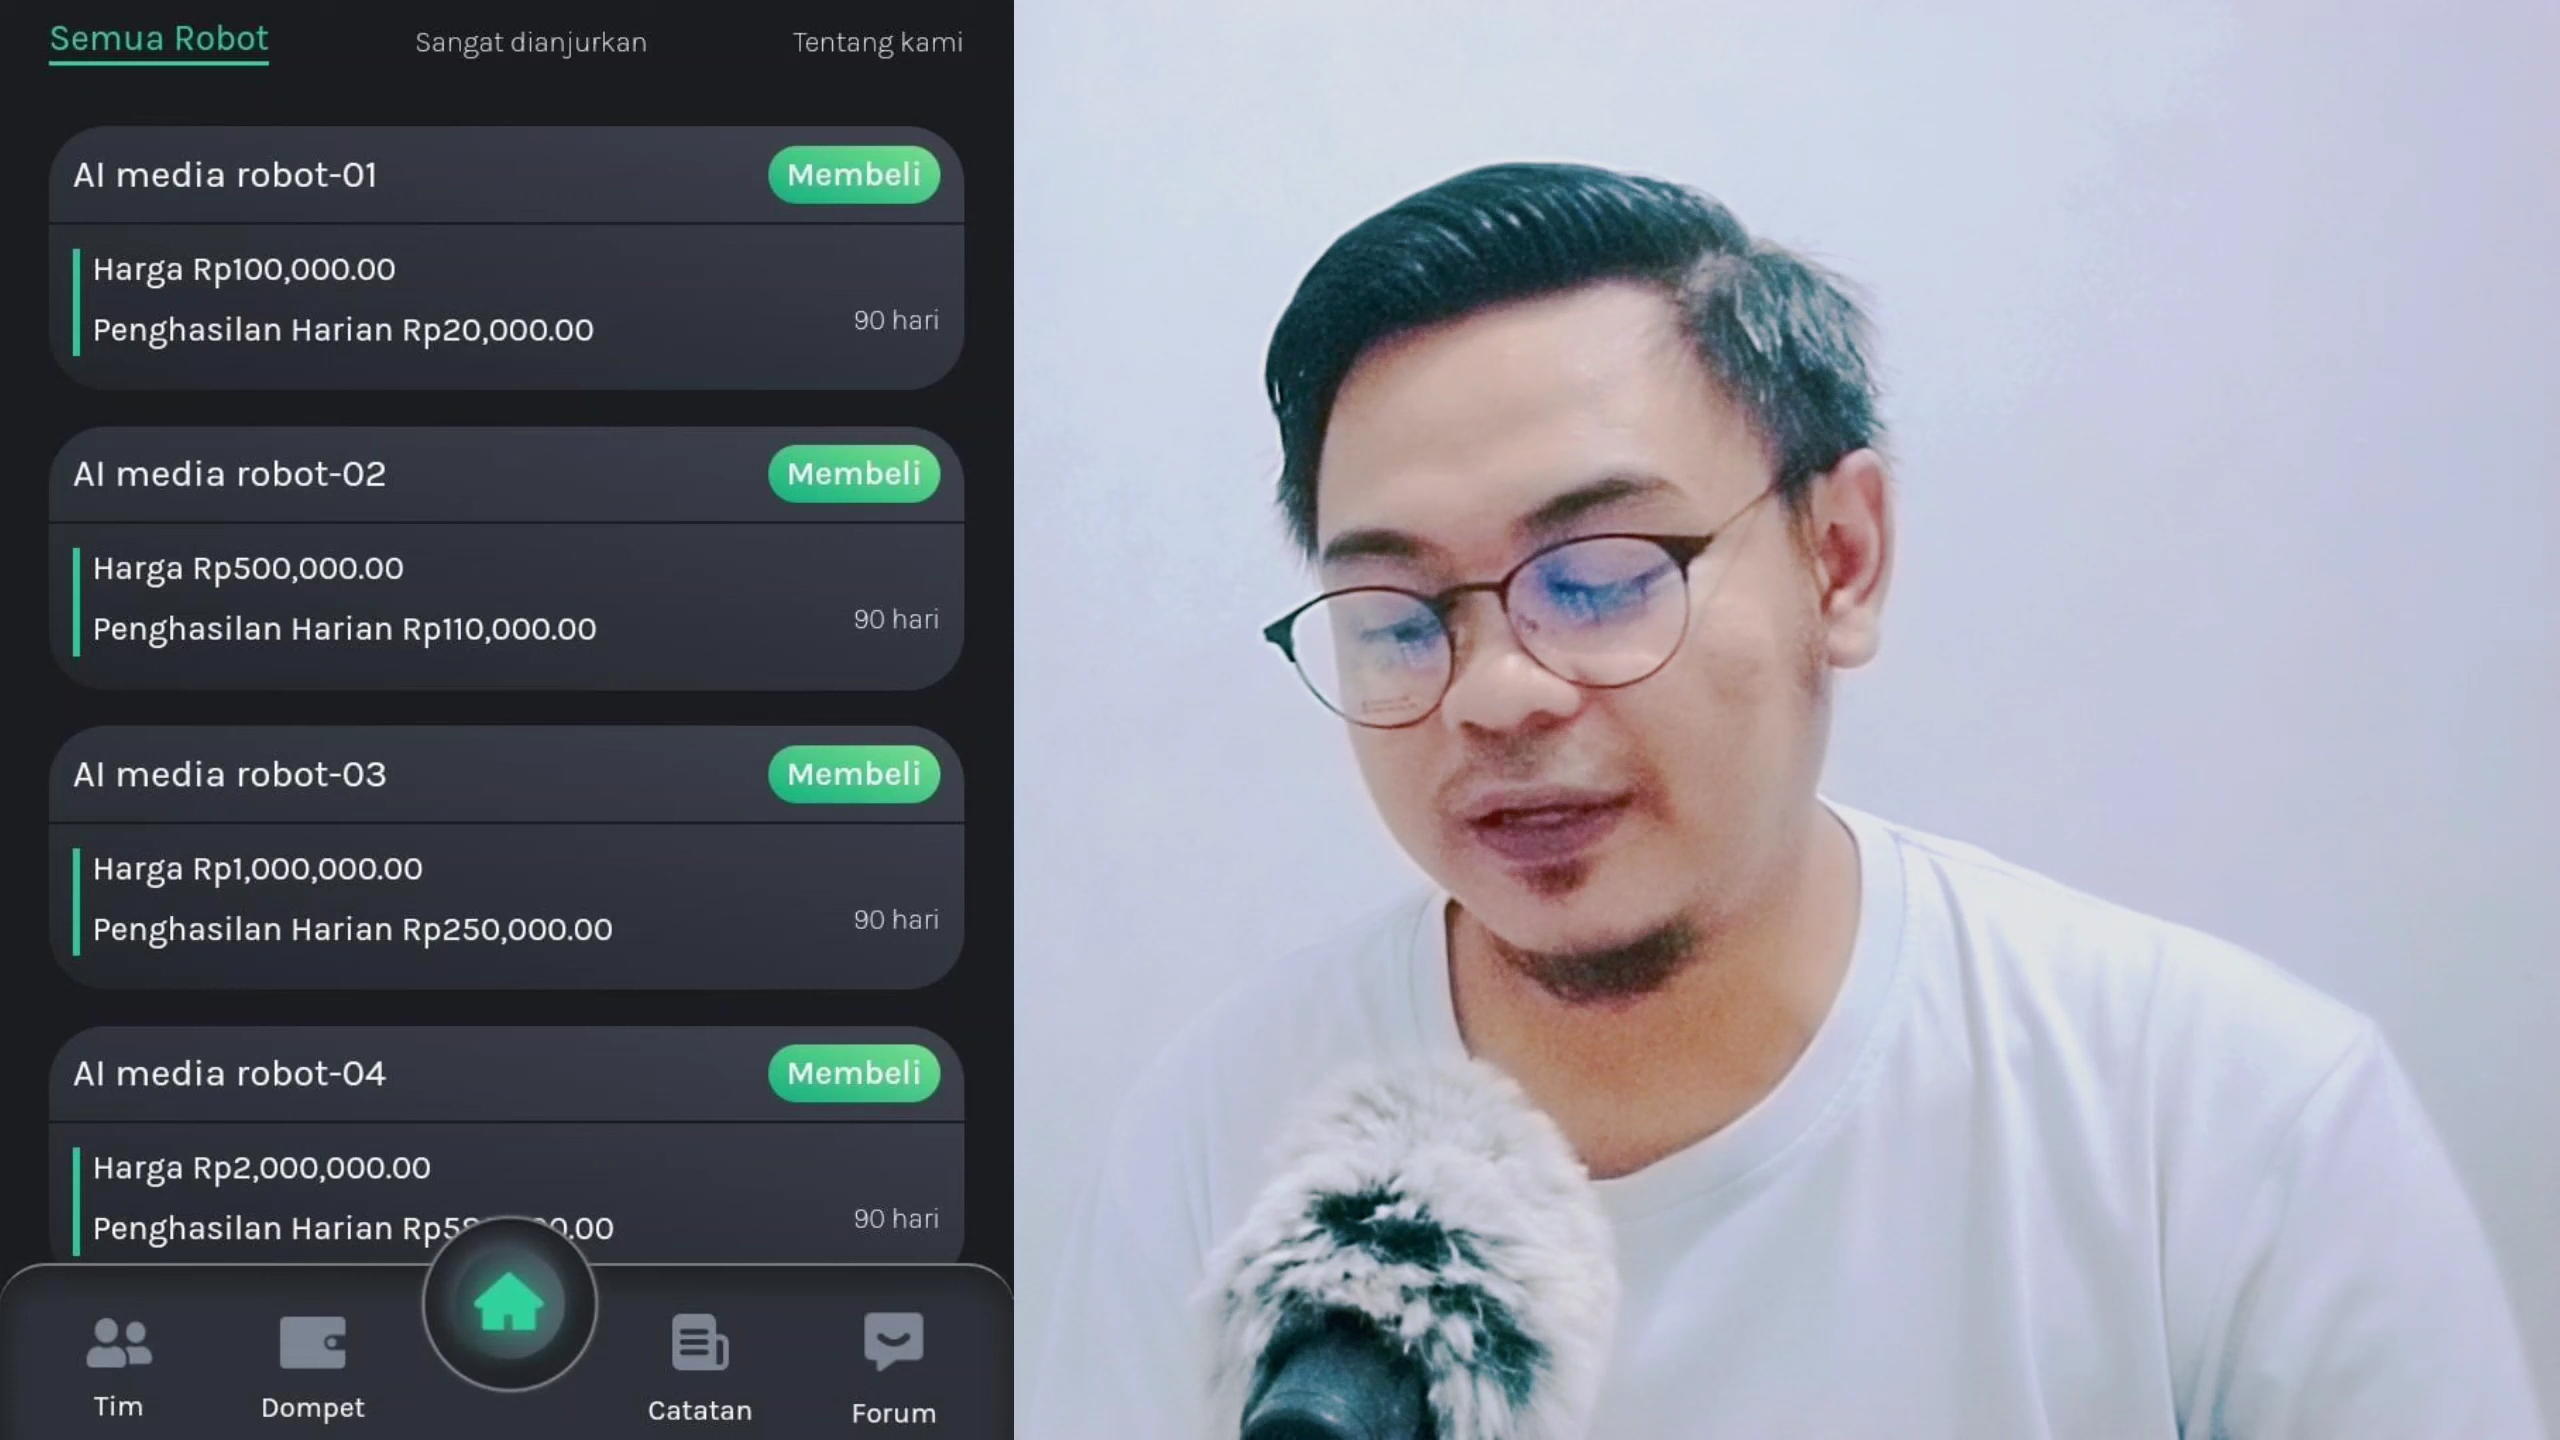 Semua Robot
Sangat dianjurkan
Tentang kami
AI media robot-01
Membeli
Harga Rp100,000.00
Penghasilan Harian Rp20,000.00
90 hari
AI media robot-02
Membeli
Harga Rp500,000.00
Penghasilan Harian Rp110,000.00
90 hari
AI media robot-03
Membeli
Harga Rp1,000,000.00
Penghasilan Harian Rp250,000.00
90 hari
AI media robot-04
Membeli
Harga Rp2,000,000.00
Penghasilan Harian
90 hari
Tim
Dompet
Catatan
Forum